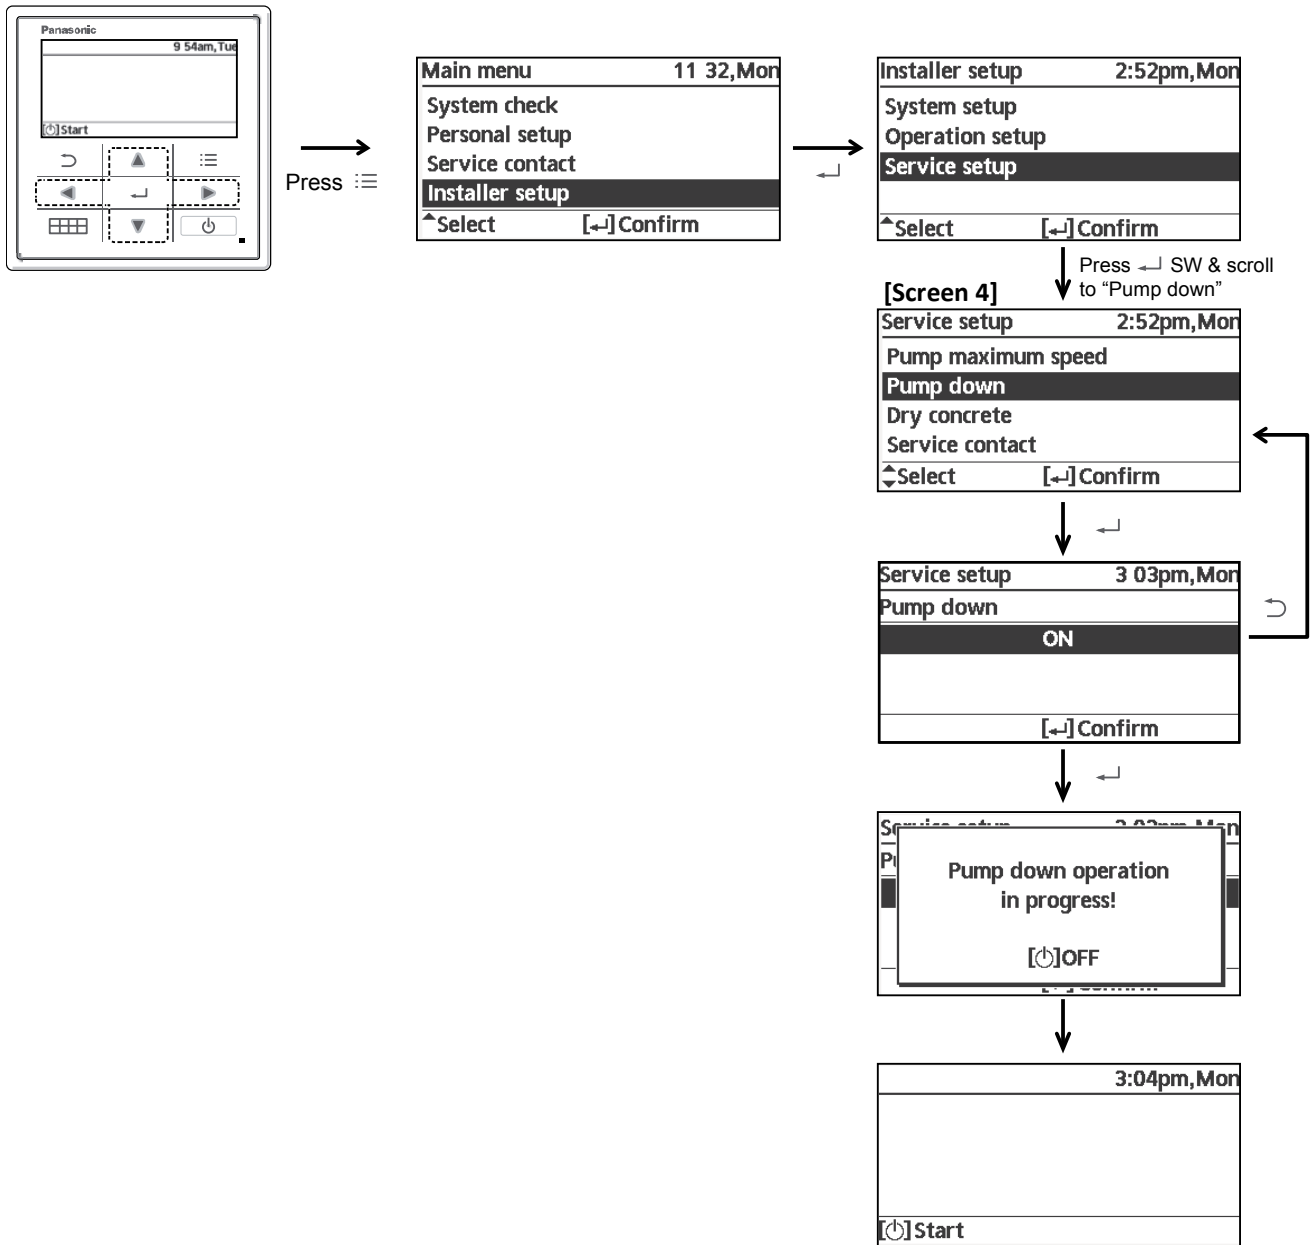 Panasonic
9 54am,Tue
[⏻]Start
Press
Main menu 11 32,Mon
System check
Personal setup
Service contact
Installer setup
Select [↵]Confirm
Installer setup 2:52pm,Mon
System setup
Operation setup
Service setup
Select [↵]Confirm
Press ↵ SW & scroll
to “Pump down”
[Screen 4]
Service setup 2:52pm,Mon
Pump maximum speed
Pump down
Dry concrete
Service contact
Select [↵]Confirm
Service setup 3 03pm,Mon
Pump down
ON
[↵]Confirm
Pump down operation
in progress!
[⏻]OFF
3:04pm,Mon
[⏻]Start